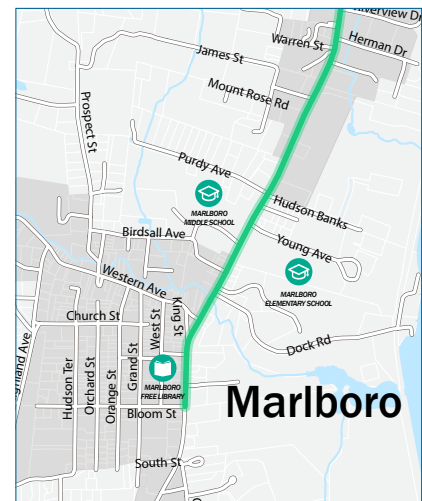 Riverview Dr
Warren St
Herman Dr
James St
Mount Rose Rd
Prospect St
Purdy Ave
MARLBORO
MIDDLE SCHOOL
Hudson Banks
Birdsall Ave
Young Ave
Western Ave
MARLBORO
ELEMENTARY SCHOOL
King St
Church St
West St
Dock Rd
Grand St
Orange St
Orchard St
Hudson Ter
MARLBORO
FREE LIBRARY
Marlboro
Bloom St
South St